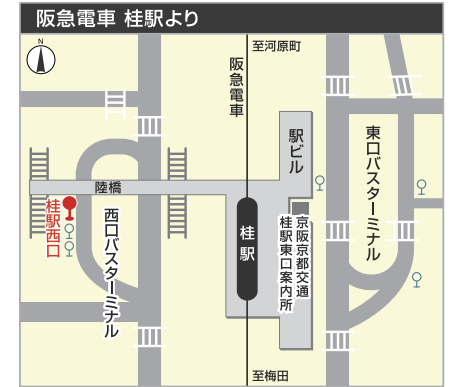 阪急電車 桂駅より
N
至河原町
阪急電車
駅ビル
東口バスターミナル
陸橋
桂駅西口
西口バスターミナル
桂駅
京阪京都交通
桂駅東口案内所
至梅田